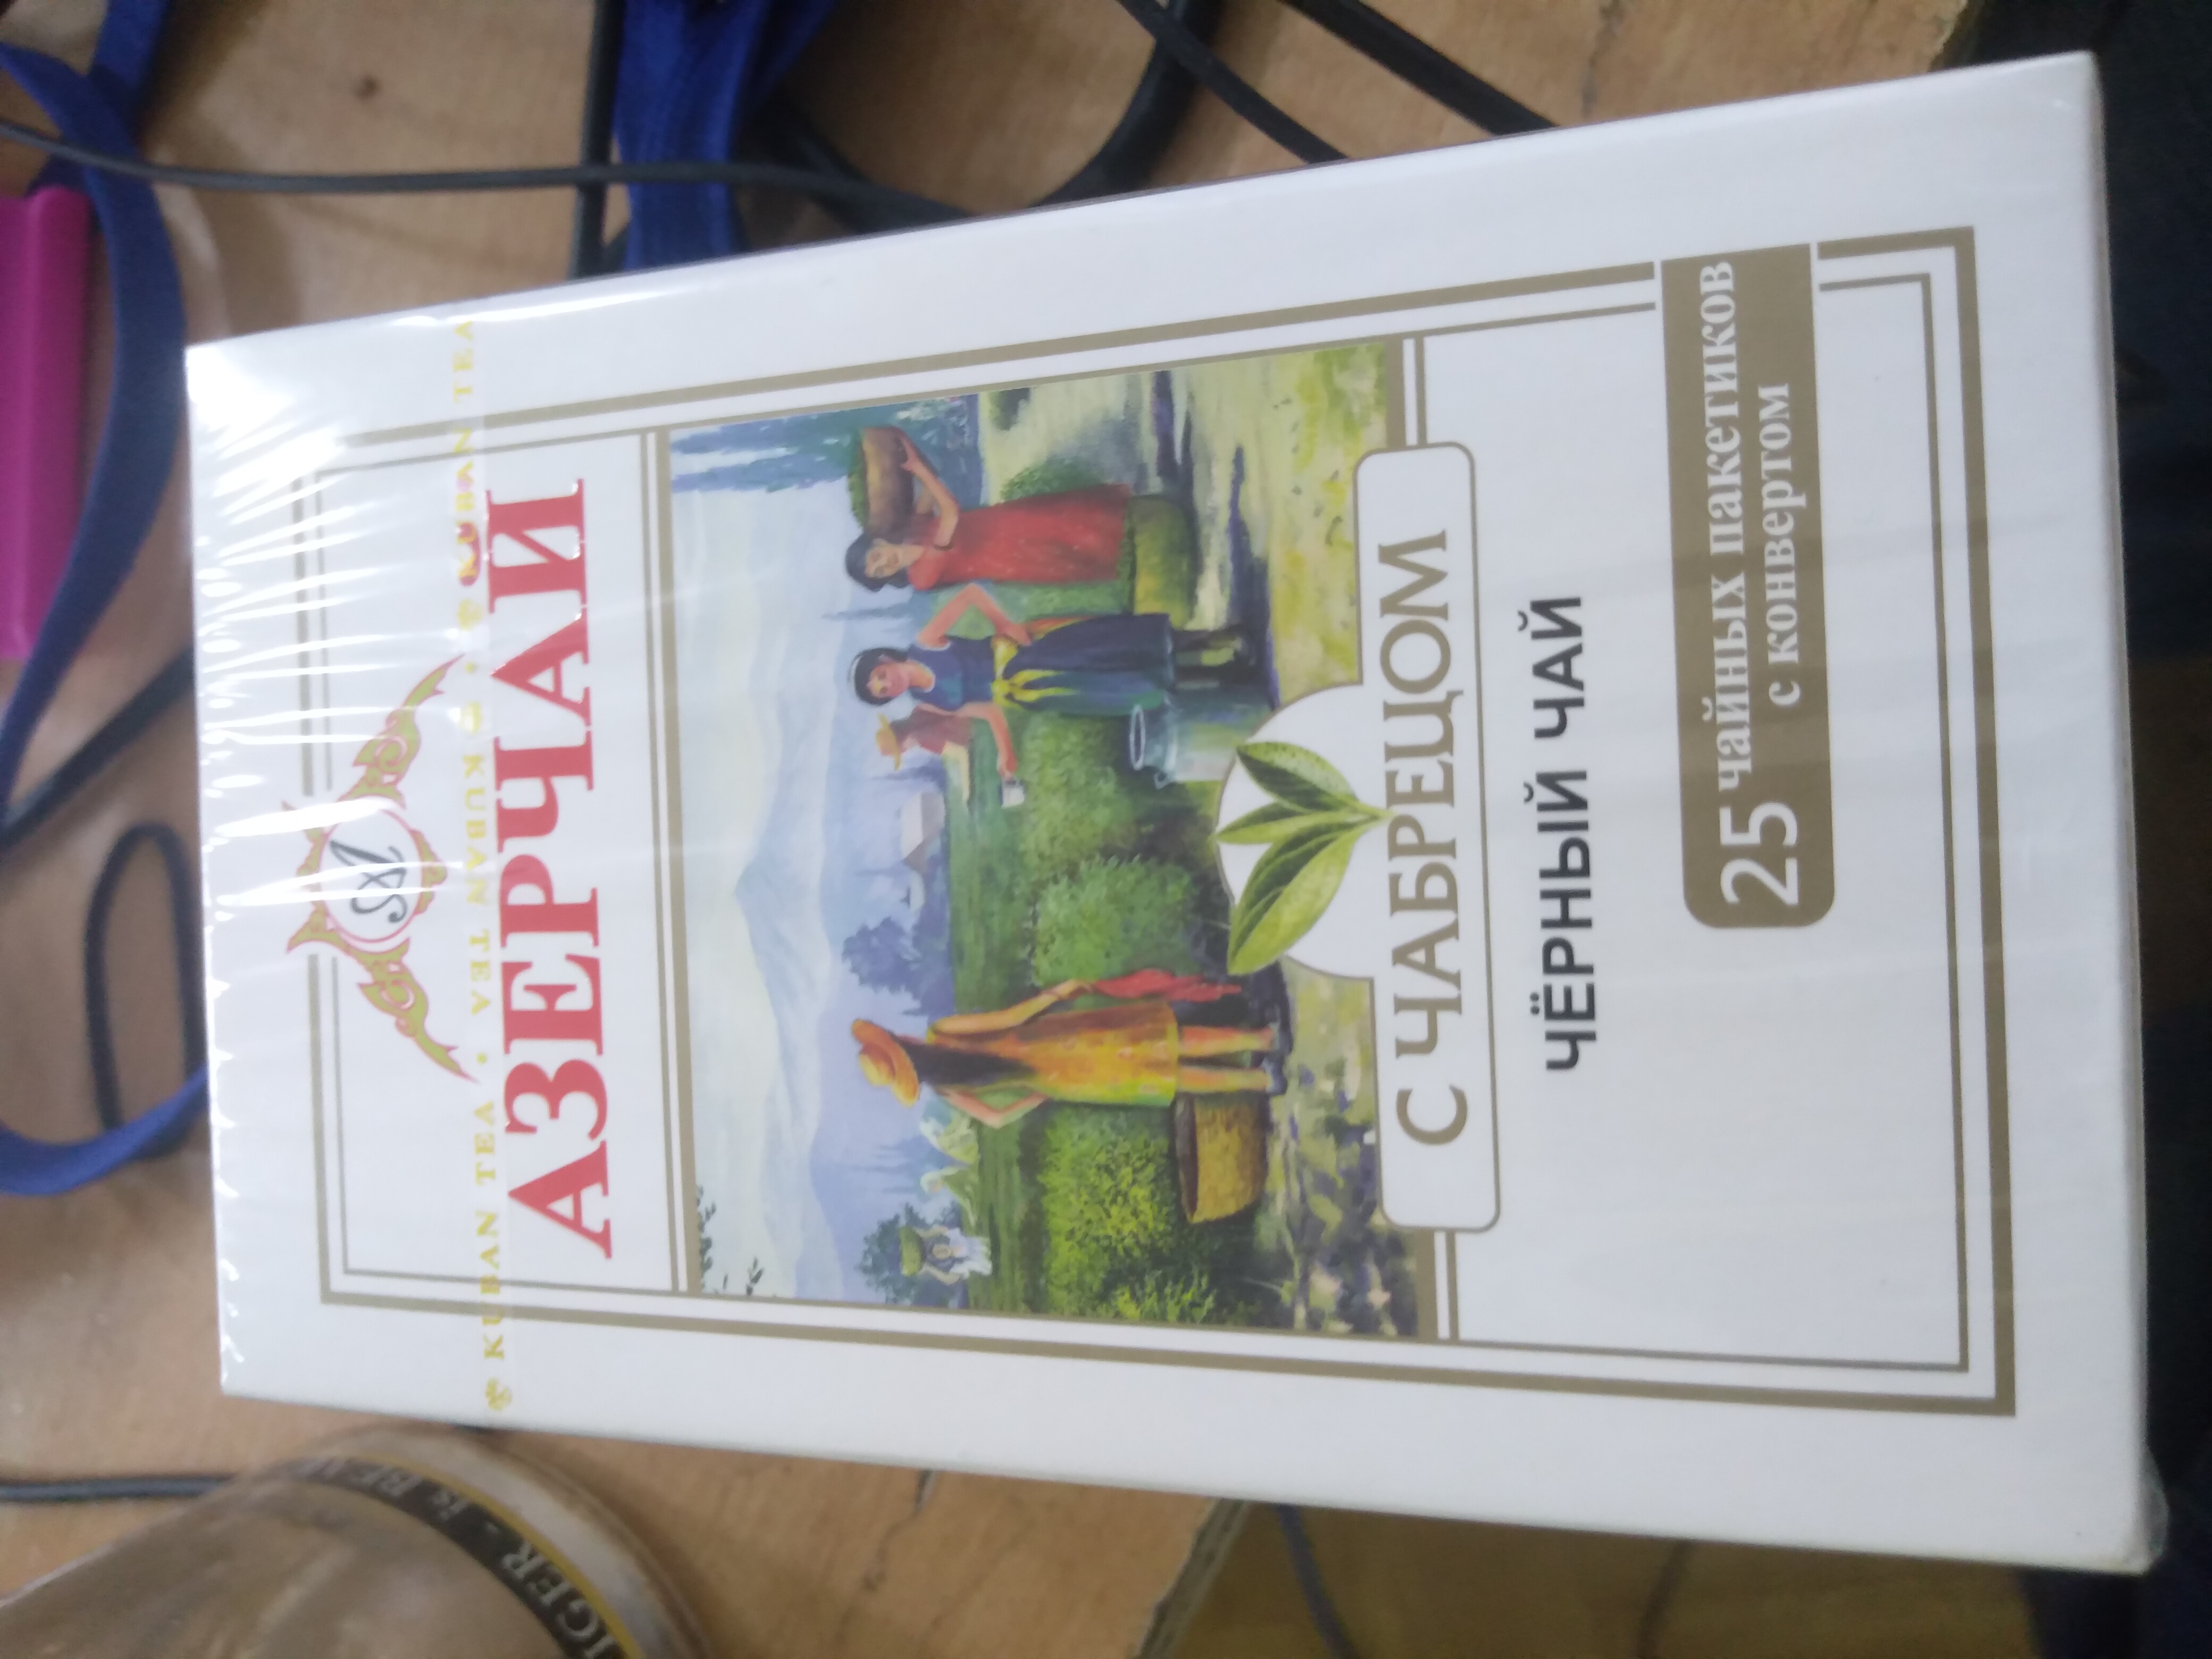 KUBAN TEA • KUBAN TEA • KUBAN TEA
АЗЕРЧАЙ
С ЧАБРЕЦОМ
ЧЁРНЫЙ ЧАЙ
25 чайных пакетиков
с конвертом